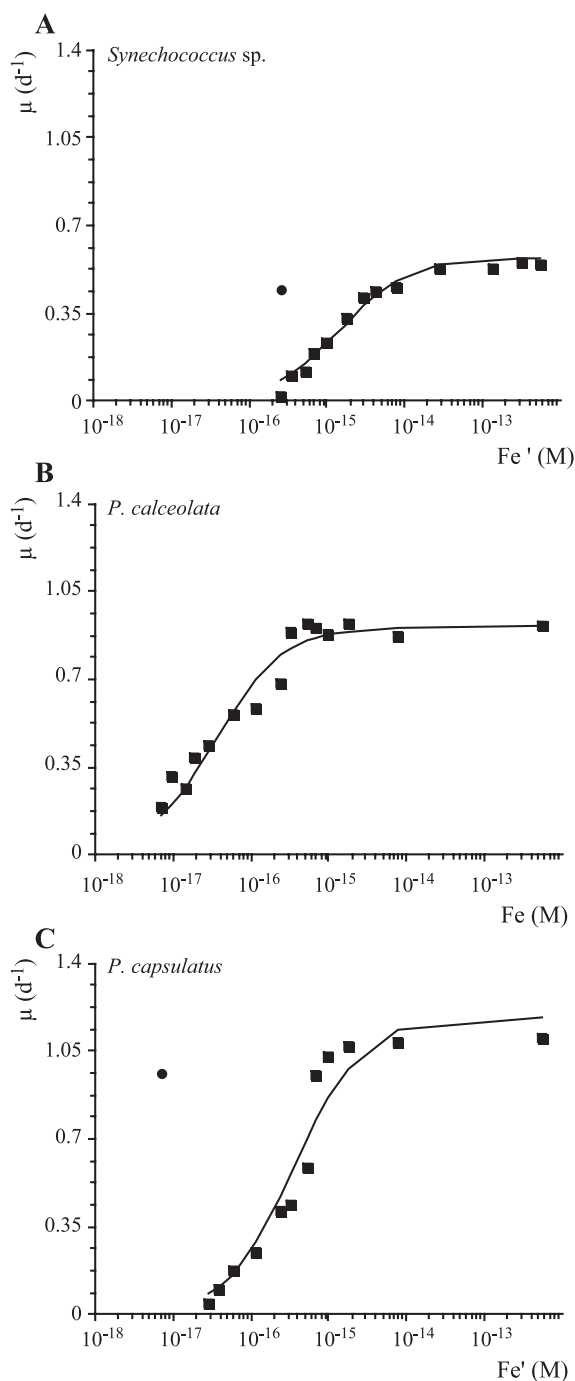 A
Synechococcus sp.
μ (d-1)
1.4
1.05
0.7
0.35
0
10-18 10-17 10-16 10-15 10-14 10-13
Fe ' (M)
B
P. calceolata
μ (d-1)
1.4
1.05
0.7
0.35
0
10-18 10-17 10-16 10-15 10-14 10-13
Fe (M)
C
P. capsulatus
μ (d-1)
1.4
1.05
0.7
0.35
0
10-18 10-17 10-16 10-15 10-14 10-13
Fe' (M)